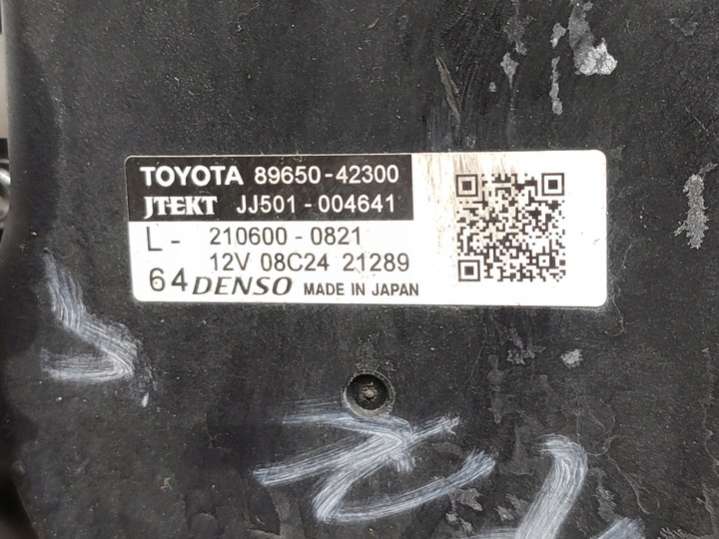 TOYOTA 89650-42300
JTEKT JJ501-004641
L- 210600-0821
12V 08C24 21289
64 DENSO MADE IN JAPAN